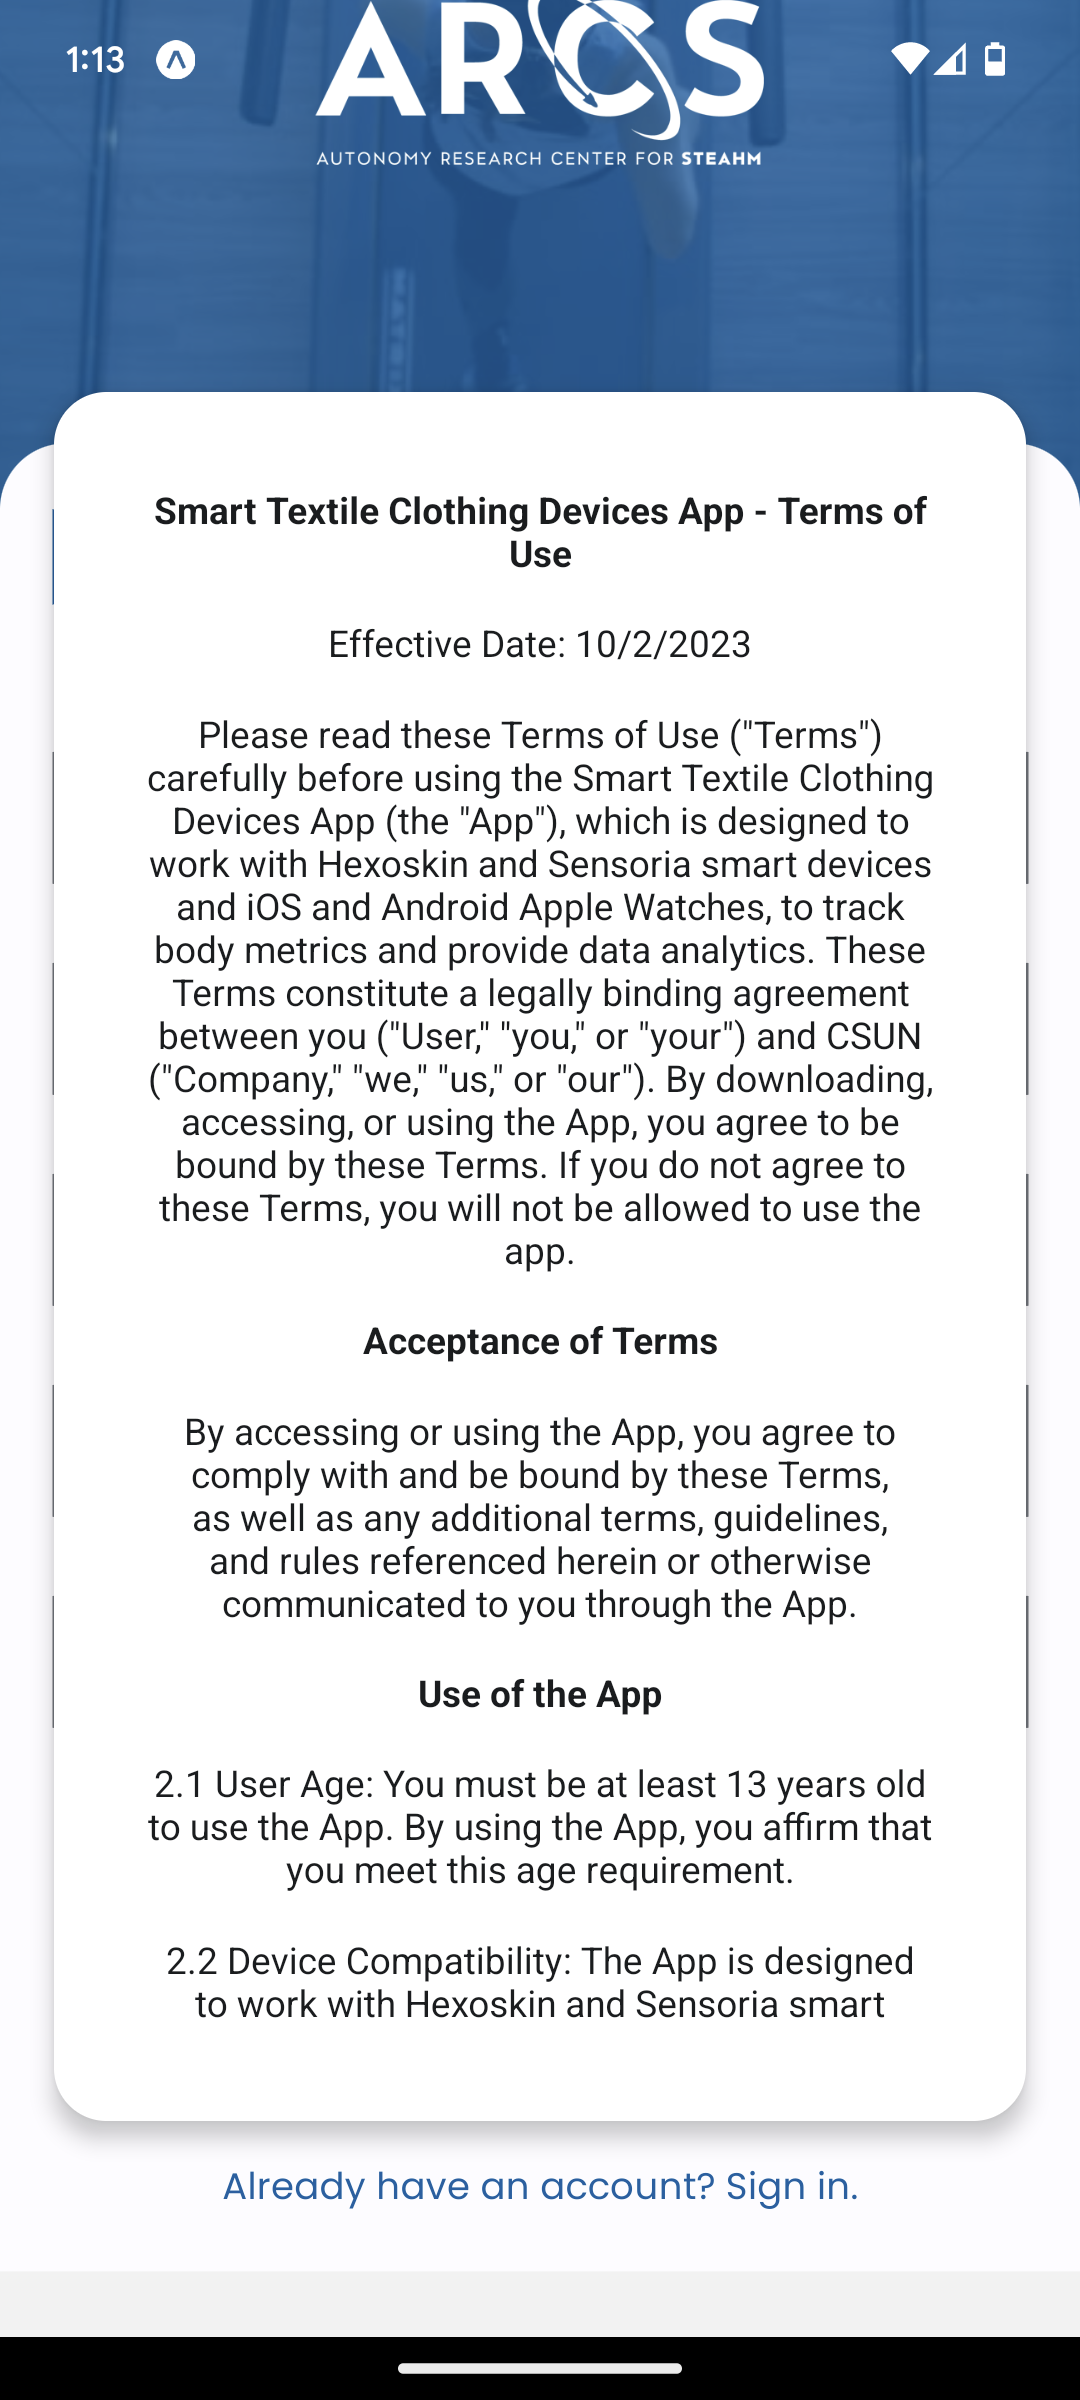 1:13
ARCS
AUTONOMY RESEARCH CENTER FOR STEAHM
Smart Textile Clothing Devices App - Terms of
Use
Effective Date: 10/2/2023
Please read these Terms of Use ("Terms")
carefully before using the Smart Textile Clothing
Devices App (the "App"), which is designed to
work with Hexoskin and Sensoria smart devices
and iOS and Android Apple Watches, to track
body metrics and provide data analytics. These
Terms constitute a legally binding agreement
between you ("User," "you," or "your") and CSUN
("Company," "we," "us," or "our"). By downloading,
accessing, or using the App, you agree to be
bound by these Terms. If you do not agree to
these Terms, you will not be allowed to use the
app.
Acceptance of Terms
By accessing or using the App, you agree to
comply with and be bound by these Terms,
as well as any additional terms, guidelines,
and rules referenced herein or otherwise
communicated to you through the App.
Use of the App
2.1 User Age: You must be at least 13 years old
to use the App. By using the App, you affirm that
you meet this age requirement.
2.2 Device Compatibility: The App is designed
to work with Hexoskin and Sensoria smart
Already have an account? Sign in.